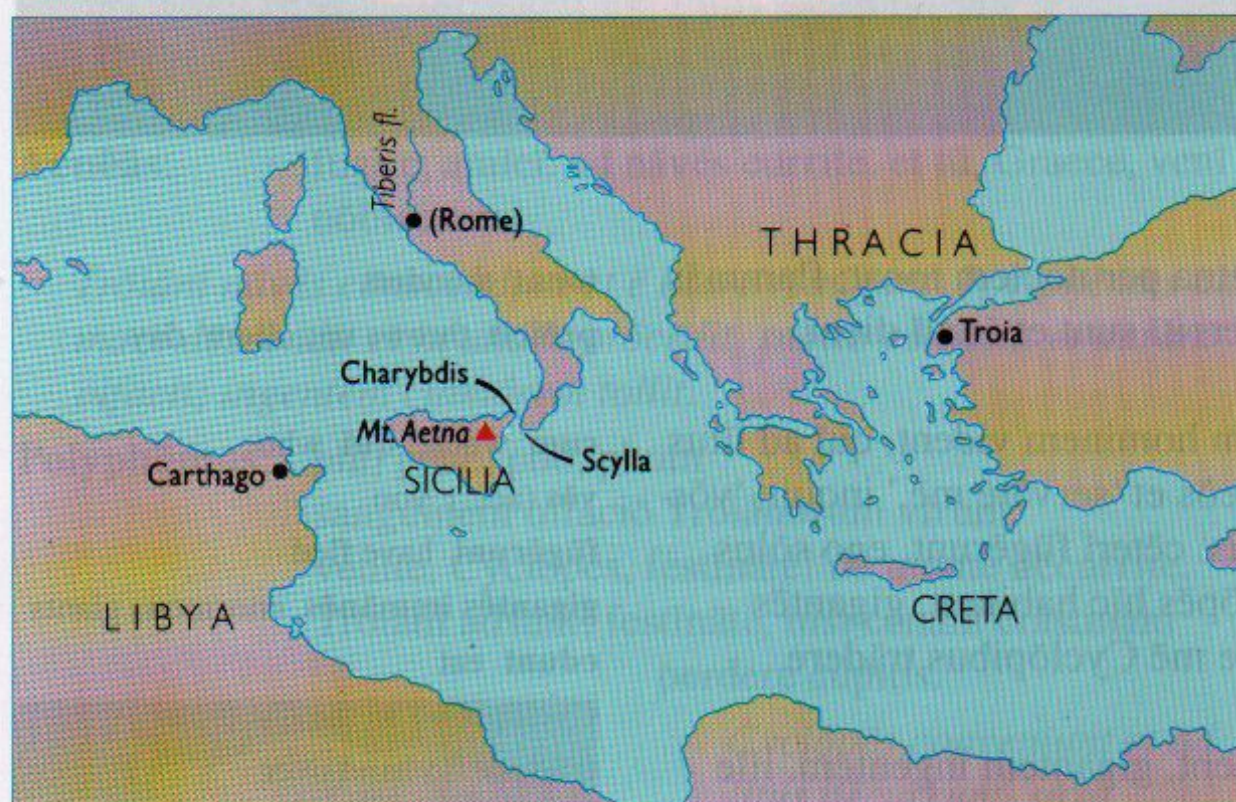 Tiberis fl.
(Rome)
THRACIA
Troia
Charybdis
Mt. Aetna
Scylla
Carthago
SICILIA
LIBYA
CRETA